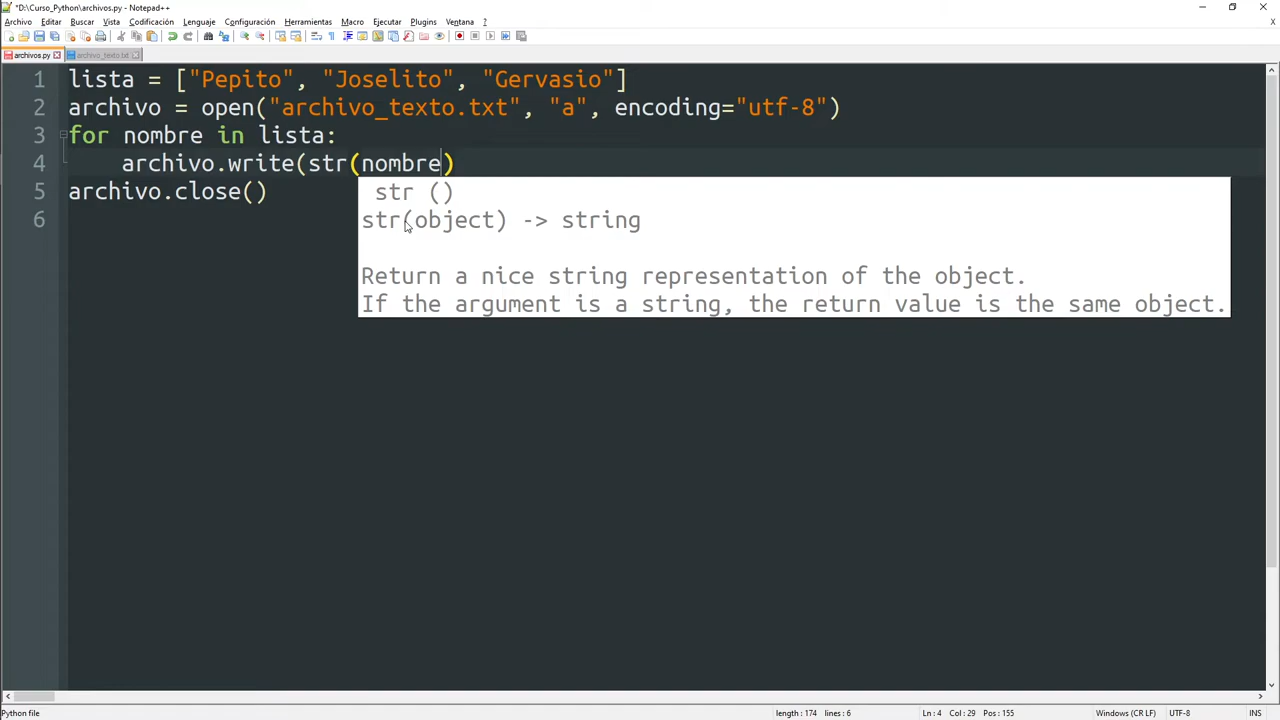 *D:\Curso_Python\archivos.py - Notepad++
Archivo Editar Buscar Vista Codificación Lenguaje Configuración Herramientas Macro Ejecutar Plugins Ventana ?
archivos.py archivo_texto.txt
1 lista = ["Pepito", "Joselito", "Gervasio"]
2 archivo = open("archivo_texto.txt", "a", encoding="utf-8")
3 for nombre in lista:
4 archivo.write(str(nombre)
5 archivo.close()
6
str ()
str(object) -> string
Return a nice string representation of the object.
If the argument is a string, the return value is the same object.
Python file length : 174 lines : 6 Ln : 4 Col : 29 Pos : 155 Windows (CR LF) UTF-8 INS